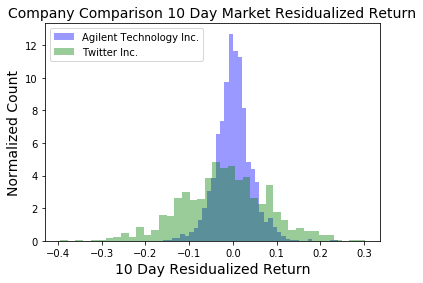 Company Comparison 10 Day Market Residualized Return
Agilent Technology Inc.
Twitter Inc.
Normalized Count
12
10
8
6
4
2
0
−0.4 −0.3 −0.2 −0.1 0.0 0.1 0.2 0.3
10 Day Residualized Return